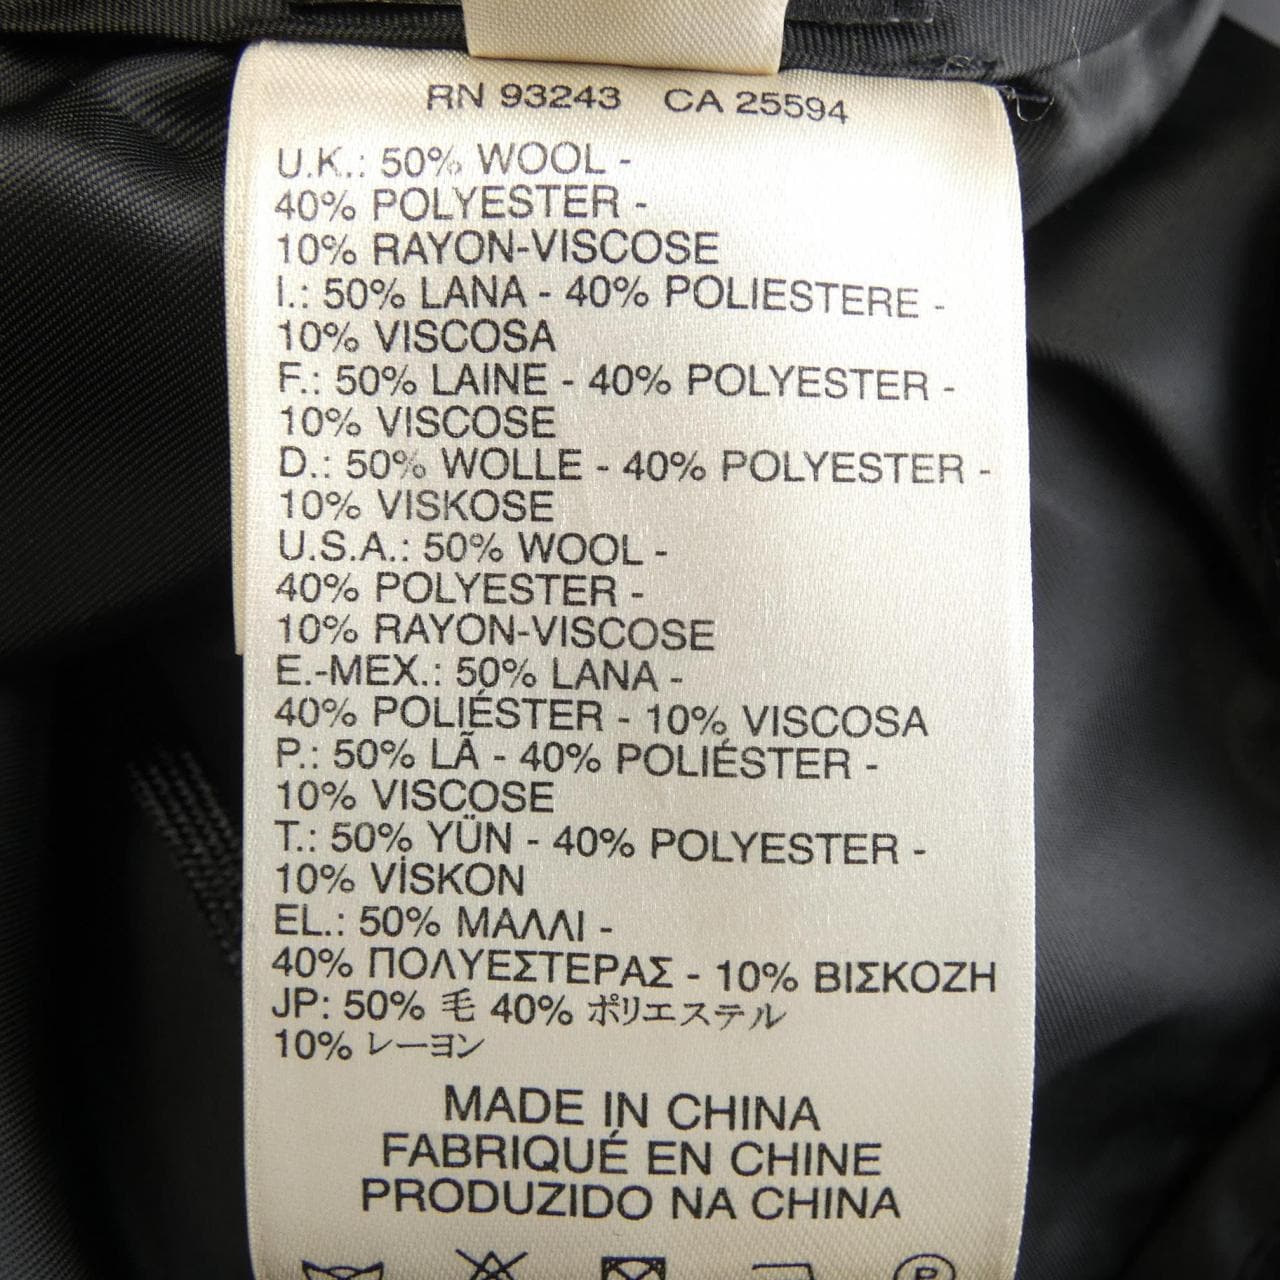 RN 93243 CA 25594
U.K.: 50% WOOL -
40% POLYESTER -
10% RAYON-VISCOSE
I.: 50% LANA - 40% POLIESTERE -
10% VISCOSA
F.: 50% LAINE - 40% POLYESTER -
10% VISCOSE
D.: 50% WOLLE - 40% POLYESTER -
10% VISKOSE
U.S.A.: 50% WOOL -
40% POLYESTER -
10% RAYON-VISCOSE
E.-MEX.: 50% LANA -
40% POLIÉSTER - 10% VISCOSA
P.: 50% LÃ - 40% POLIÉSTER -
10% VISCOSE
T.: 50% YÜN - 40% POLYESTER -
10% VİSKON
EL.: 50% ΜΑΛΛΙ -
40% ΠΟΛΥΕΣΤΕΡΑΣ - 10% ΒΙΣΚΟΖΗ
JP: 50% 毛 40% ポリエステル
10% レーヨン
MADE IN CHINA
FABRIQUÉ EN CHINE
PRODUZIDO NA CHINA
P